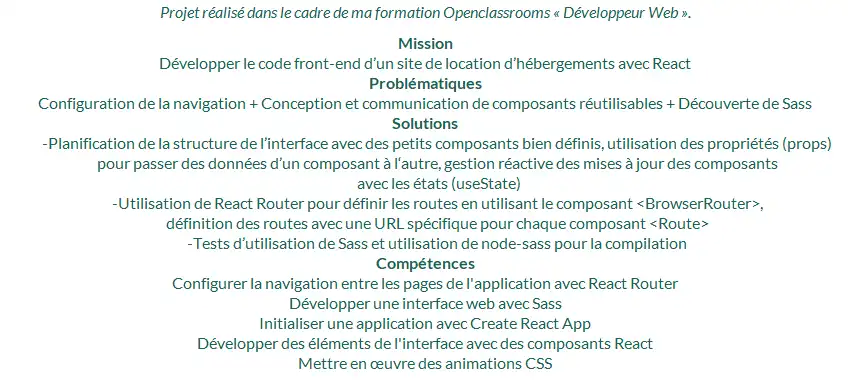 Projet réalisé dans le cadre de ma formation Openclassrooms « Développeur Web ».
Mission
Développer le code front-end d’un site de location d’hébergements avec React
Problématiques
Configuration de la navigation + Conception et communication de composants réutilisables + Découverte de Sass
Solutions
-Planification de la structure de l’interface avec des petits composants bien définis, utilisation des propriétés (props)
pour passer des données d’un composant à l‘autre, gestion réactive des mises à jour des composants
avec les états (useState)
-Utilisation de React Router pour définir les routes en utilisant le composant <BrowserRouter>,
définition des routes avec une URL spécifique pour chaque composant <Route>
-Tests d’utilisation de Sass et utilisation de node-sass pour la compilation
Compétences
Configurer la navigation entre les pages de l'application avec React Router
Développer une interface web avec Sass
Initialiser une application avec Create React App
Développer des éléments de l'interface avec des composants React
Mettre en œuvre des animations CSS